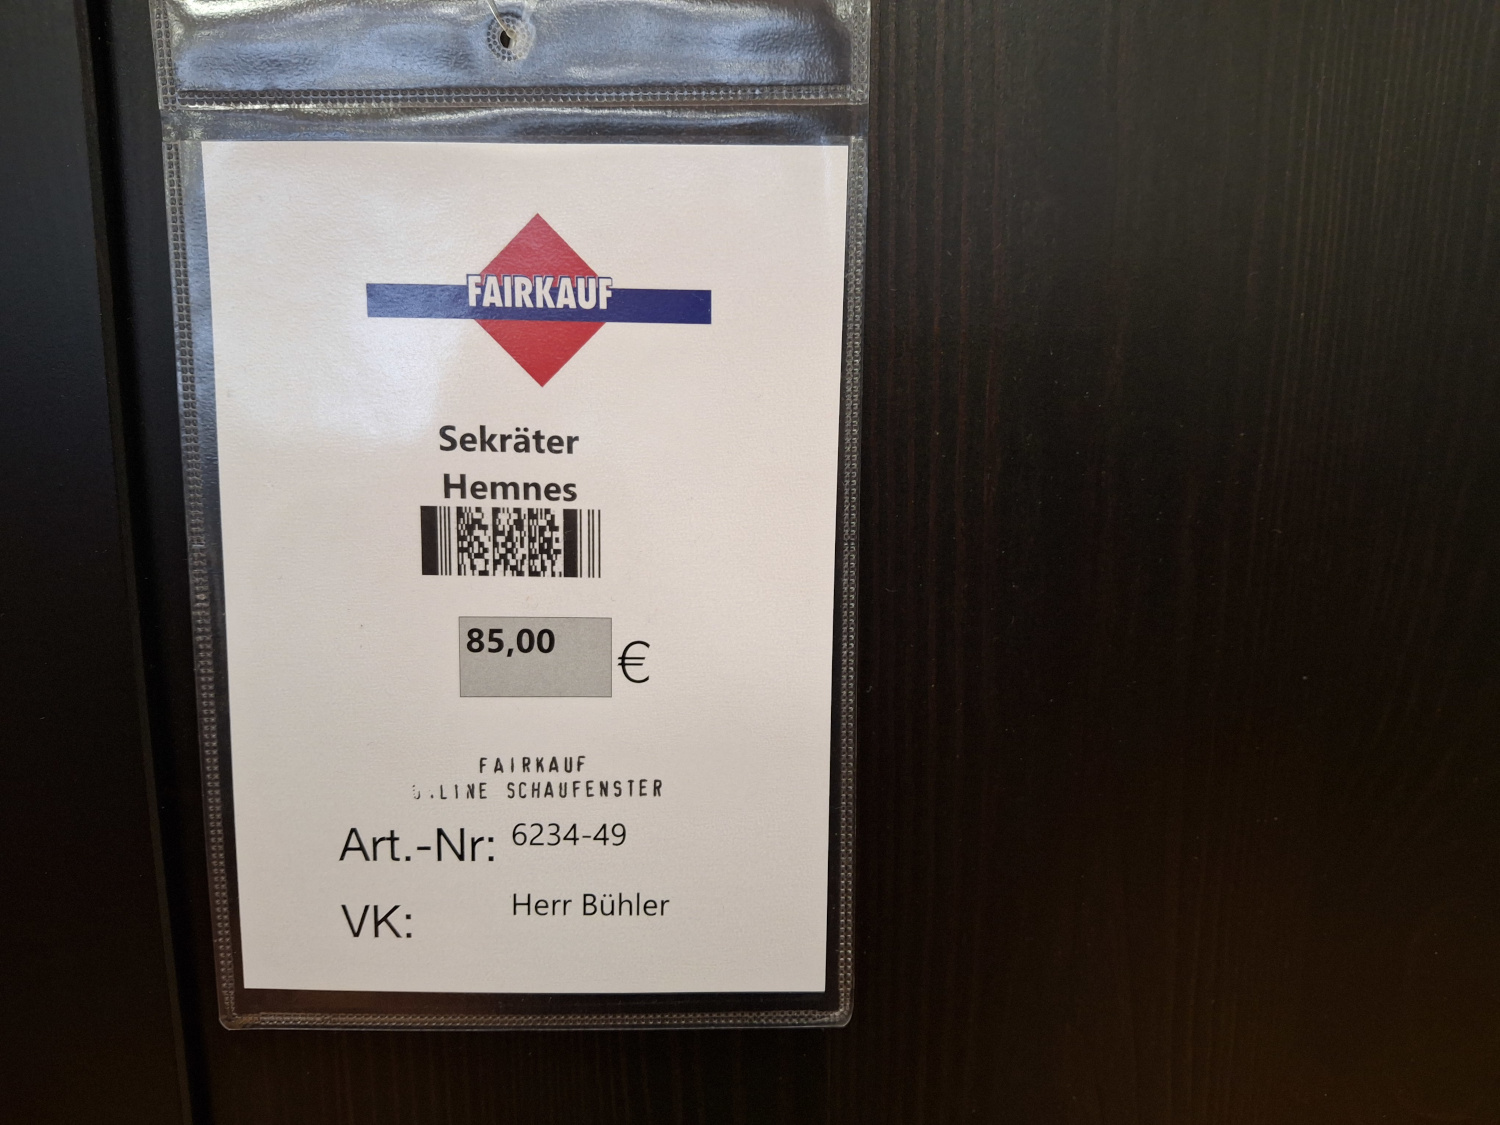 FAIRKAUF
Sekräter
Hemnes
85,00 €
FAIRKAUF
SCHAUFENSTER
Art.-Nr: 6234-49
VK: Herr Bühler